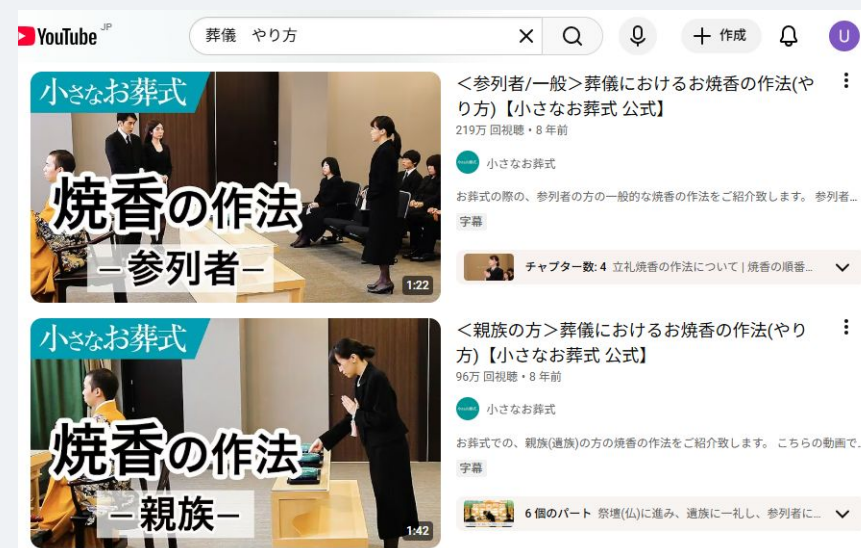 YouTube JP
葬儀　やり方
作成
U
小さなお葬式
焼香の作法
－参列者－
1:22
＜参列者/一般＞葬儀におけるお焼香の作法(や
り方)【小さなお葬式 公式】
219万 回視聴・8 年前
小さなお葬式
お葬式の際の、参列者の方の一般的な焼香の作法をご紹介致します。 参列者...
字幕
チャプター数: 4 立礼焼香の作法について | 焼香の順番...
小さなお葬式
焼香の作法
－親族－
1:42
＜親族の方＞葬儀におけるお焼香の作法(やり
方)【小さなお葬式 公式】
96万 回視聴・8 年前
小さなお葬式
お葬式での、親族(遺族)の方の焼香の作法をご紹介致します。 こちらの動画で...
字幕
6 個のパート 祭壇(仏)に進み、遺族に一礼し、参列者に...